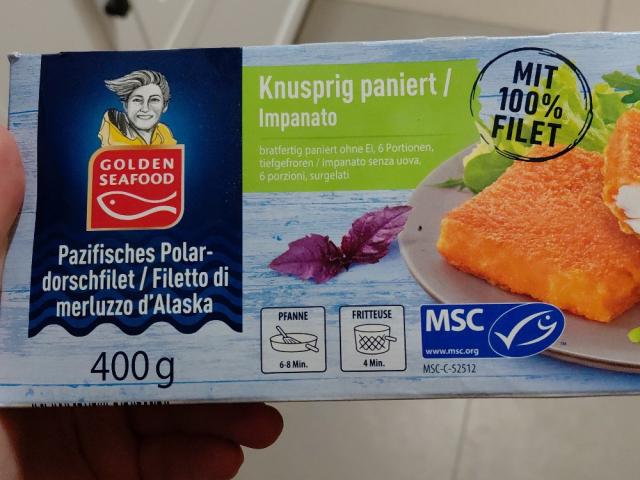 GOLDEN
SEAFOOD
Pazifisches Polar-
dorschfilet / Filetto di
merluzzo d'Alaska
400 g
Knusprig paniert /
Impanato
bratfertig paniert ohne Ei, 6 Portionen,
tiefgefroren / impanato senza uova,
6 porzioni, surgelati
MIT
100%
FILET
PFANNE
6-8 Min.
FRITTEUSE
4 Min.
MSC
www.msc.org
TM
MSC-C-52512